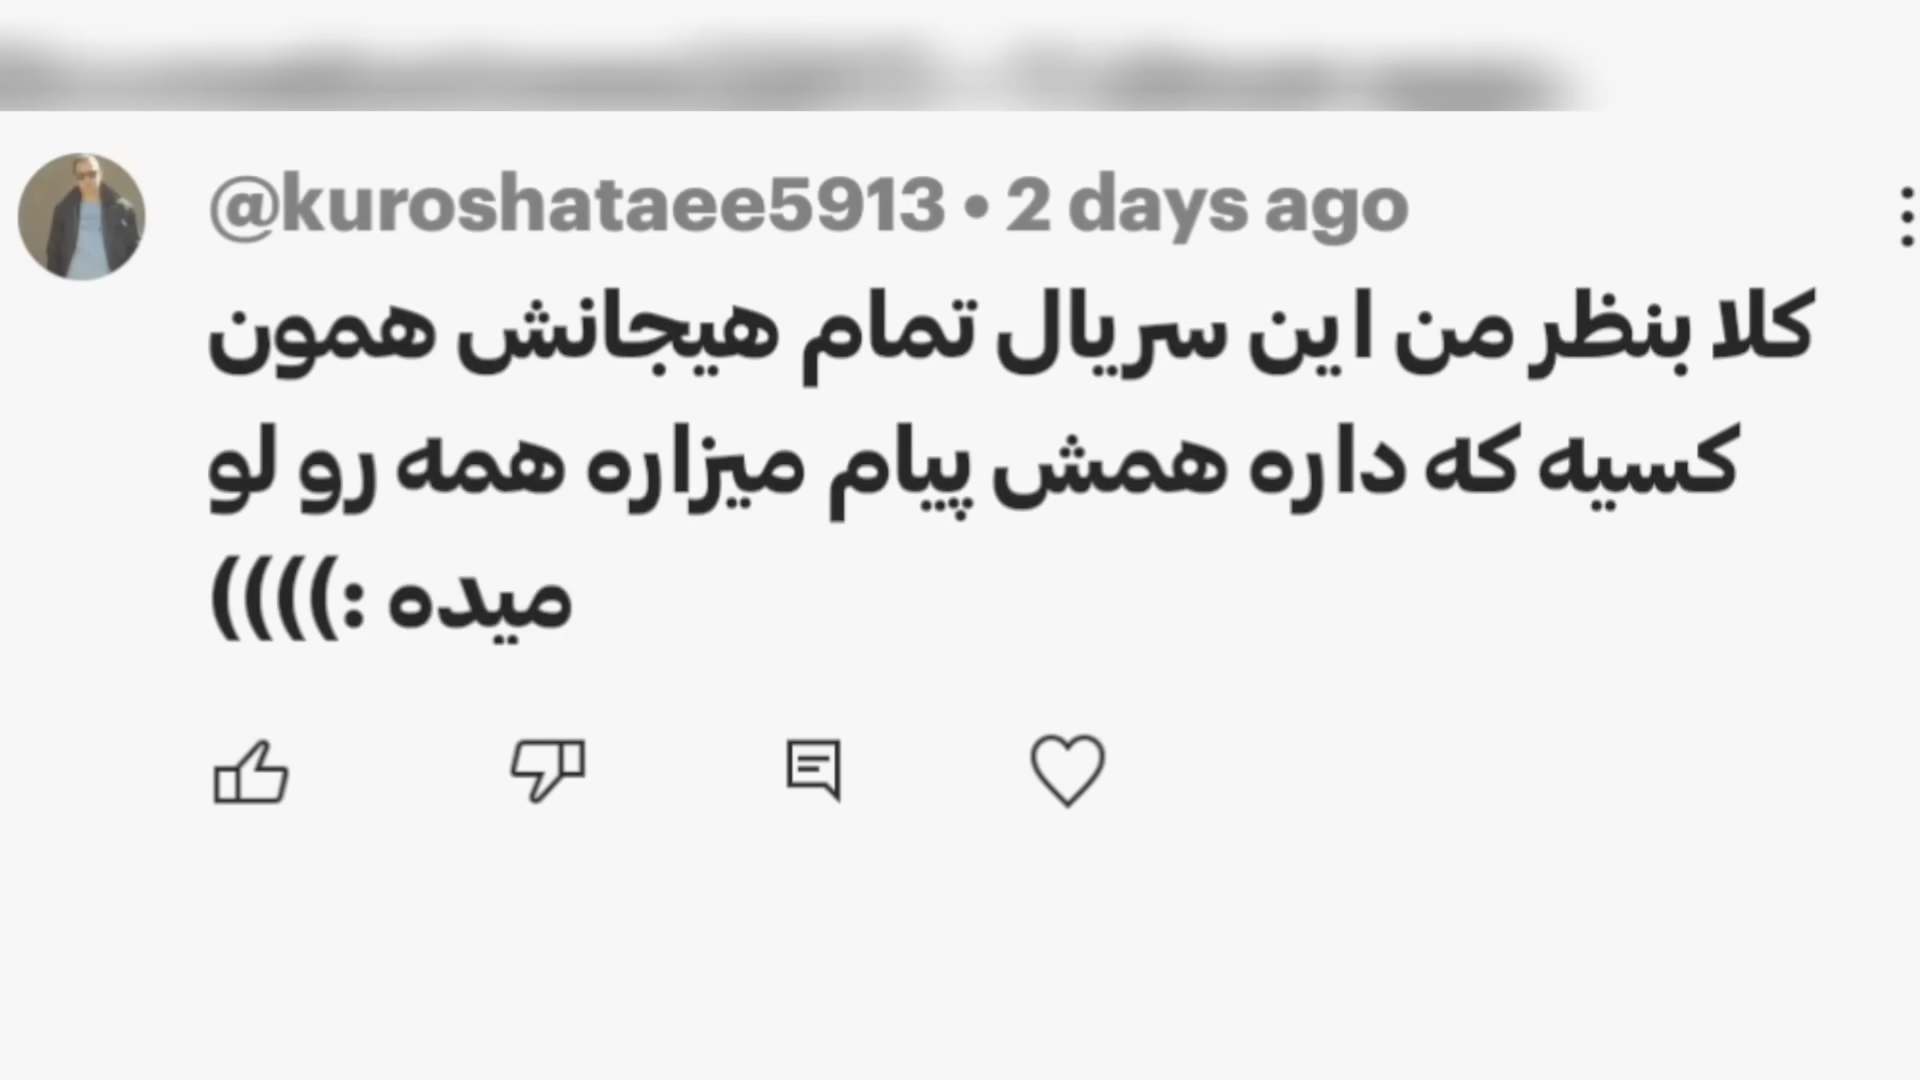 @kuroshataee5913 • 2 days ago
کلا بنظر من این سریال تمام هیجانش همون
کسیه که داره همش پیام میزاره همه رو لو
میده :))))